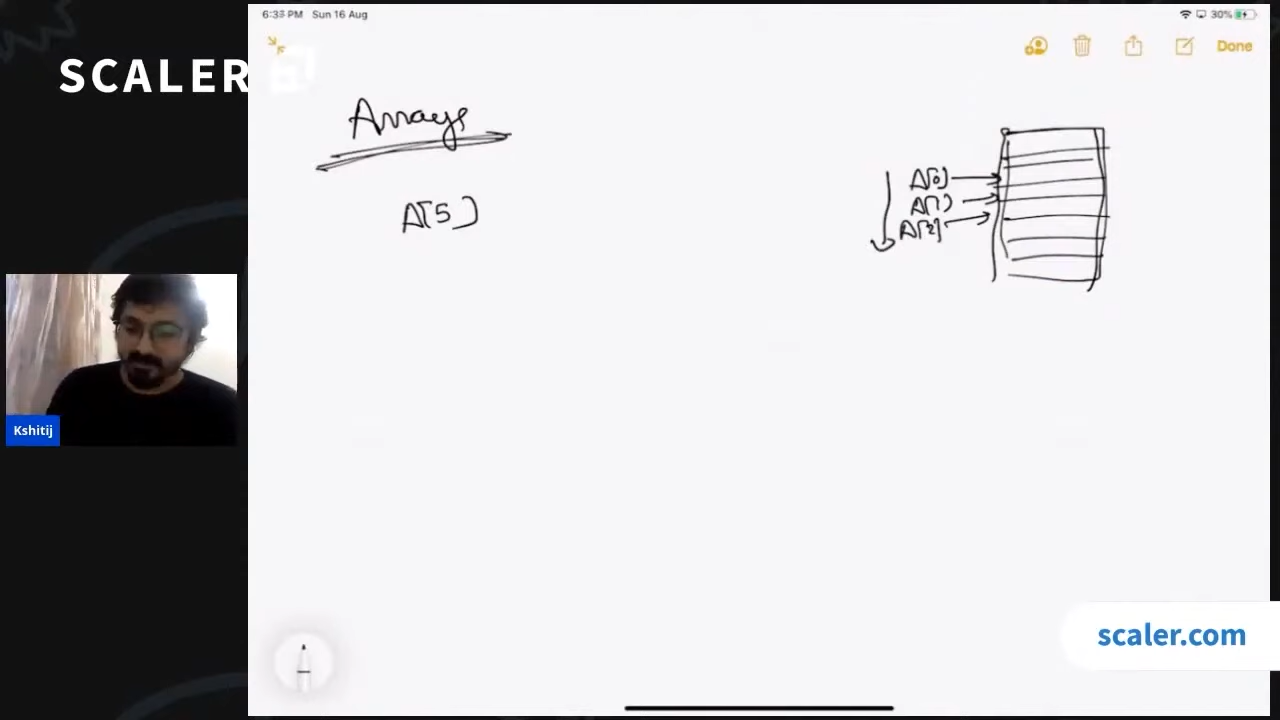 6:33 PM Sun 16 Aug
30%
Done
SCALER
Arrays
A[5]
A[0]
A[1]
A[2]
Kshitij
scaler.com